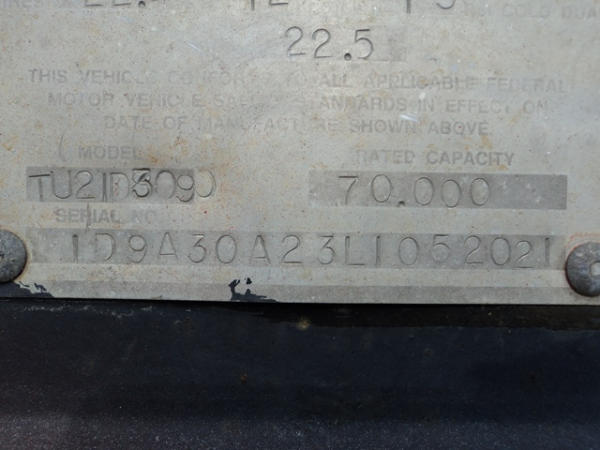 22.5
THIS VEHICLE CONFORMS TO ALL APPLICABLE FEDERAL
MOTOR VEHICLE SAFETY STANDARDS IN EFFECT ON
DATE OF MANUFACTURE SHOWN ABOVE
MODEL RATED CAPACITY
TU21D3090 70.000
SERIAL NO.
1D9A30A23L1052021